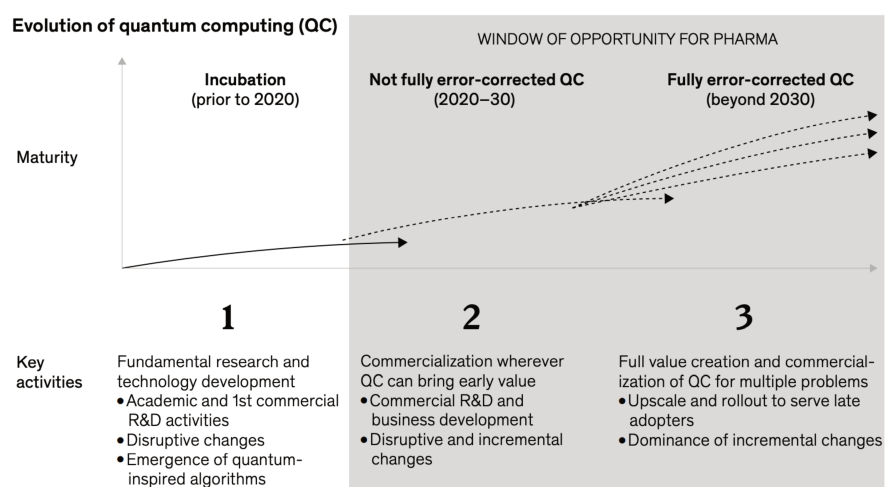 Evolution of quantum computing (QC)
WINDOW OF OPPORTUNITY FOR PHARMA
Incubation
(prior to 2020)
Not fully error-corrected QC
(2020–30)
Fully error-corrected QC
(beyond 2030)
Maturity
1
2
3
Key
activities
Fundamental research and
technology development
• Academic and 1st commercial
R&D activities
• Disruptive changes
• Emergence of quantum-
inspired algorithms
Commercialization wherever
QC can bring early value
• Commercial R&D and
business development
• Disruptive and incremental
changes
Full value creation and commercial-
ization of QC for multiple problems
• Upscale and rollout to serve late
adopters
• Dominance of incremental changes